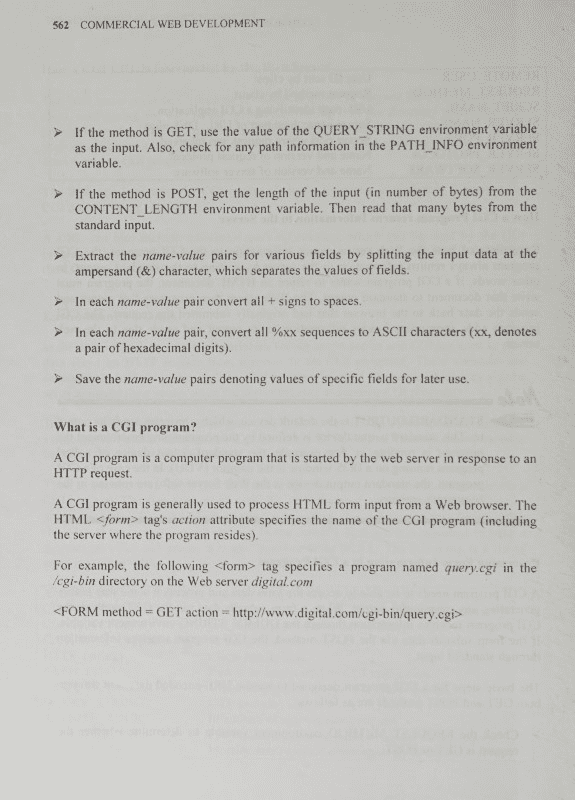 562 COMMERCIAL WEB DEVELOPMENT
➢ If the method is GET, use the value of the QUERY_STRING environment variable
as the input. Also, check for any path information in the PATH_INFO environment
variable.
➢ If the method is POST, get the length of the input (in number of bytes) from the
CONTENT_LENGTH environment variable. Then read that many bytes from the
standard input.
➢ Extract the name-value pairs for various fields by splitting the input data at the
ampersand (&) character, which separates the values of fields.
➢ In each name-value pair convert all + signs to spaces.
➢ In each name-value pair, convert all %xx sequences to ASCII characters (xx, denotes
a pair of hexadecimal digits).
➢ Save the name-value pairs denoting values of specific fields for later use.
What is a CGI program?
A CGI program is a computer program that is started by the web server in response to an
HTTP request.
A CGI program is generally used to process HTML form input from a Web browser. The
HTML <form> tag's action attribute specifies the name of the CGI program (including
the server where the program resides).
For example, the following <form> tag specifies a program named query.cgi in the
/cgi-bin directory on the Web server digital.com
<FORM method = GET action = http://www.digital.com/cgi-bin/query.cgi>